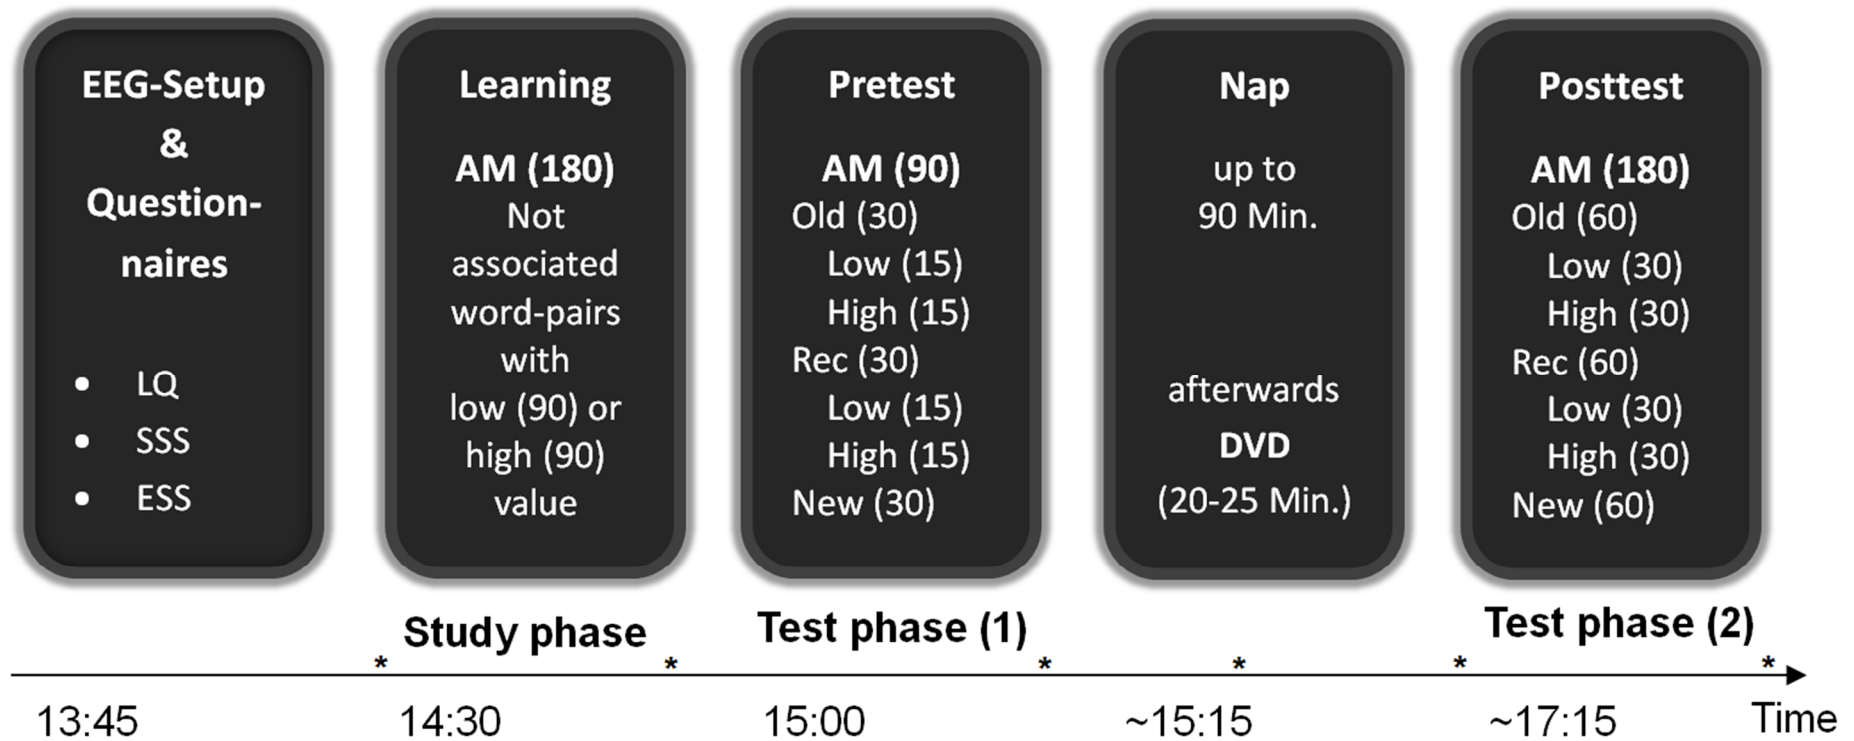 EEG-Setup
&
Question-
naires
• LQ
• SSS
• ESS
Learning
AM (180)
Not
associated
word-pairs
with
low (90) or
high (90)
value
Pretest
AM (90)
Old (30)
Low (15)
High (15)
Rec (30)
Low (15)
High (15)
New (30)
Nap
up to
90 Min.
afterwards
DVD
(20-25 Min.)
Posttest
AM (180)
Old (60)
Low (30)
High (30)
Rec (60)
Low (30)
High (30)
New (60)
Study phase
Test phase (1)
Test phase (2)
* * * * * *
13:45 14:30 15:00 ~15:15 ~17:15 Time